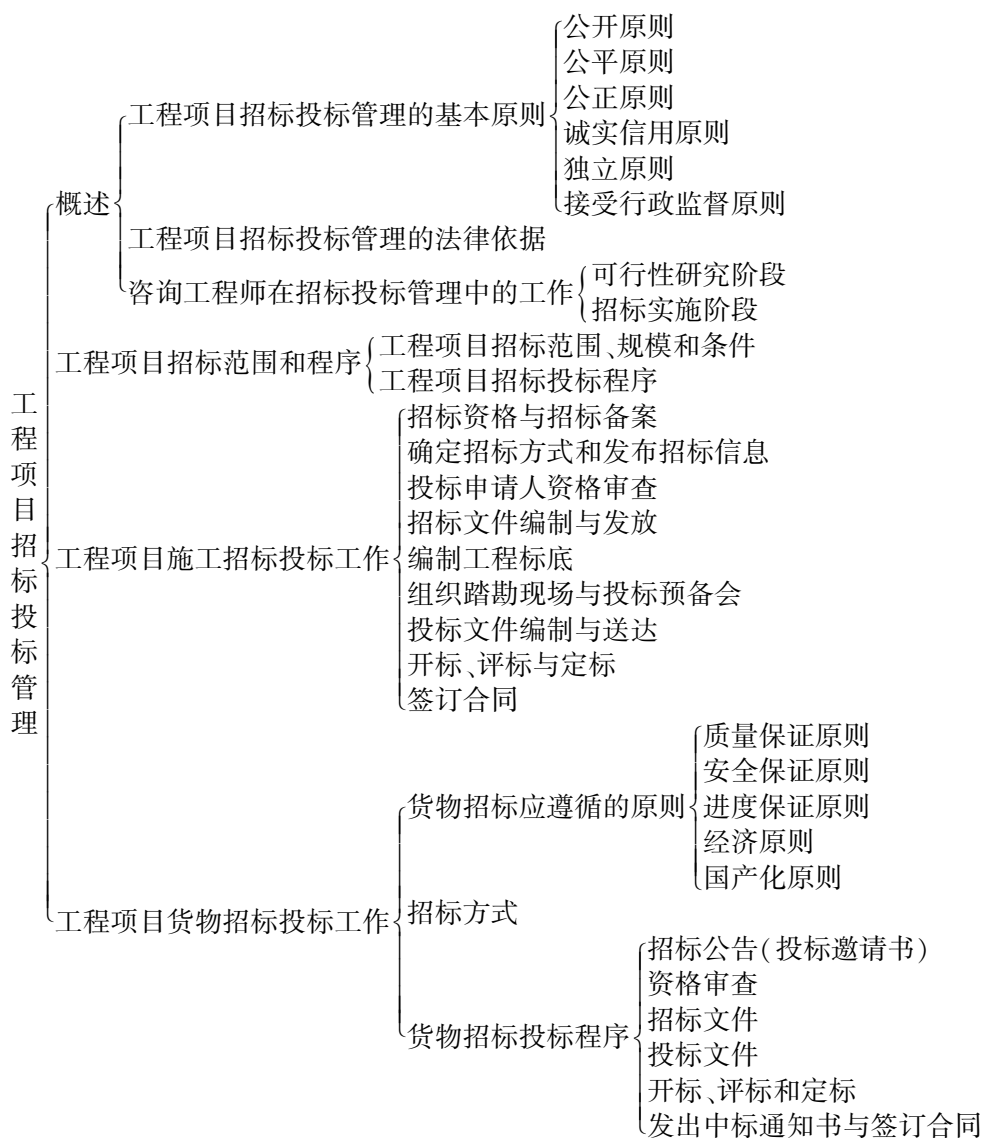 工程项目招标投标管理
概述
工程项目招标投标管理的基本原则
公开原则
公平原则
公正原则
诚实信用原则
独立原则
接受行政监督原则
工程项目招标投标管理的法律依据
咨询工程师在招标投标管理中的工作
可行性研究阶段
招标实施阶段
工程项目招标范围和程序
工程项目招标范围、规模和条件
工程项目招标投标程序
工程项目施工招标投标工作
招标资格与招标备案
确定招标方式和发布招标信息
投标申请人资格审查
招标文件编制与发放
编制工程标底
组织踏勘现场与投标预备会
投标文件编制与送达
开标、评标与定标
签订合同
工程项目货物招标投标工作
货物招标应遵循的原则
质量保证原则
安全保证原则
进度保证原则
经济原则
国产化原则
招标方式
货物招标投标程序
招标公告(投标邀请书)
资格审查
招标文件
投标文件
开标、评标和定标
发出中标通知书与签订合同